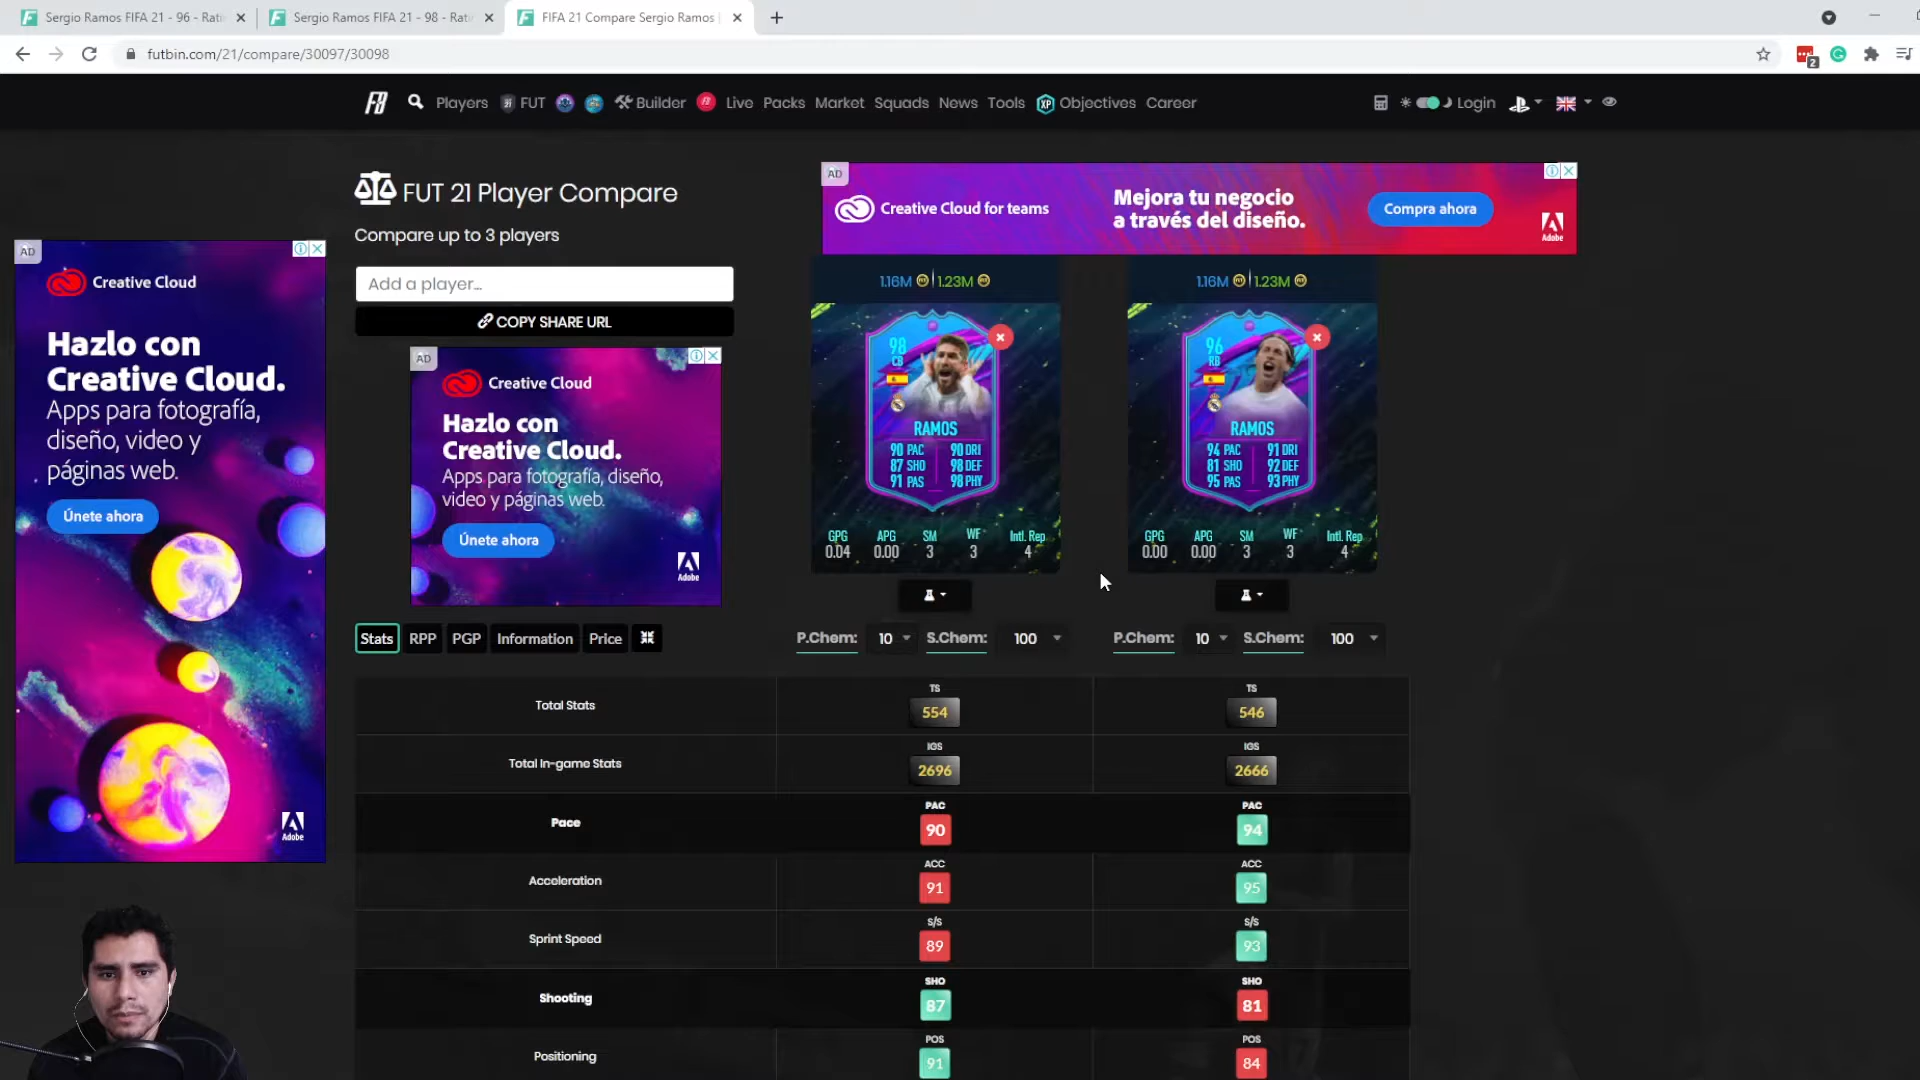 Sergio Ramos FIFA 21 - 96 - Rati
Sergio Ramos FIFA 21 - 98 - Rati
FIFA 21 Compare Sergio Ramos |
futbin.com/21/compare/30097/30098
2
Players FUT Builder Live Packs Market Squads News Tools XP Objectives Career Login
FUT 21 Player Compare
Compare up to 3 players
Add a player...
COPY SHARE URL
AD
Creative Cloud for teams
Mejora tu negocio
a través del diseño.
Compra ahora
Adobe
AD
Creative Cloud
Hazlo con
Creative Cloud.
Apps para fotografía,
diseño, video y
páginas web.
Únete ahora
Adobe
AD
Creative Cloud
Hazlo con
Creative Cloud.
Apps para fotografía, diseño,
video y páginas web.
Únete ahora
Adobe
1.16M | 1.23M
98
CB
RAMOS
90 PAC 90 DRI
87 SHO 98 DEF
91 PAS 98 PHY
GPG APG SM WF Intl. Rep
0.04 0.00 3 3 4
1.16M | 1.23M
96
RB
RAMOS
94 PAC 91 DRI
81 SHO 92 DEF
95 PAS 93 PHY
GPG APG SM WF Intl. Rep
0.00 0.00 3 3 4
Stats RPP PGP Information Price
P.Chem: 10 S.Chem: 100
P.Chem: 10 S.Chem: 100
TS TS
Total Stats 554 546
IGS IGS
Total In-game Stats 2696 2666
PAC PAC
Pace 90 94
ACC ACC
Acceleration 91 95
S/S S/S
Sprint Speed 89 93
SHO SHO
Shooting 87 81
POS POS
Positioning 91 84